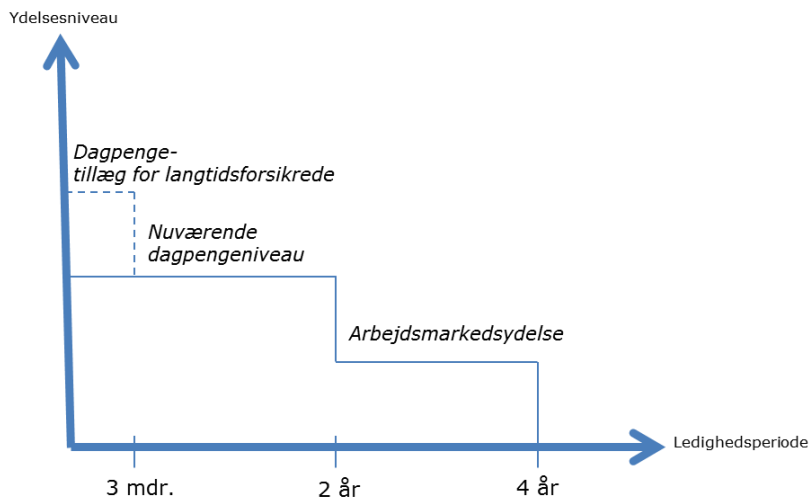 Ydelsesniveau
Dagpenge-
tillæg for langtidsforsikrede
Nuværende
dagpengeniveau
Arbejdsmarkedsydelse
Ledighedsperiode
3 mdr.
2 år
4 år